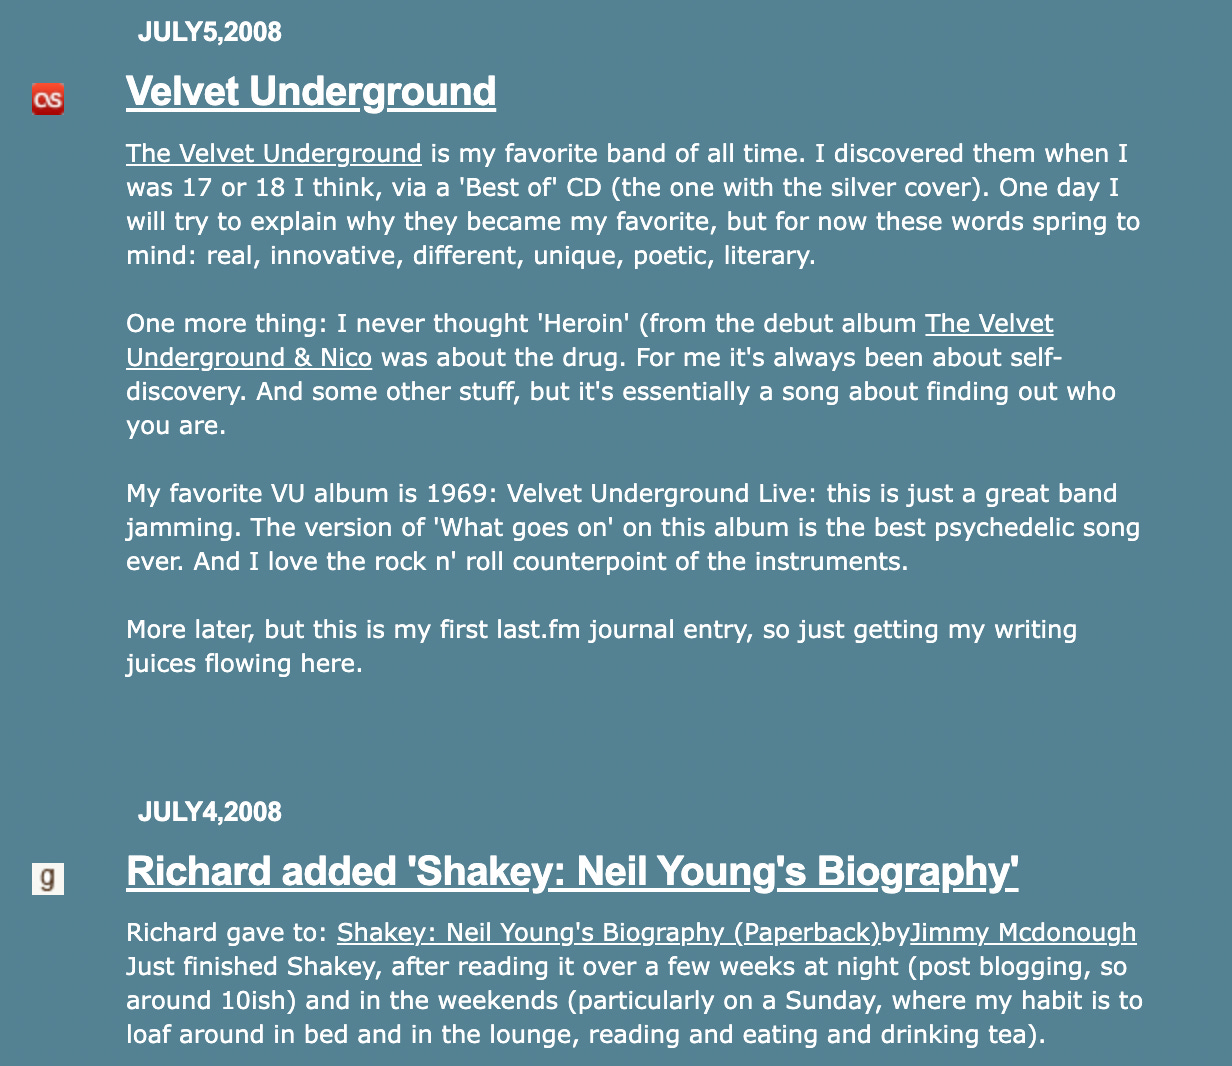 JULY5,2008
as
Velvet Underground
The Velvet Underground is my favorite band of all time. I discovered them when I
was 17 or 18 I think, via a 'Best of' CD (the one with the silver cover). One day I
will try to explain why they became my favorite, but for now these words spring to
mind: real, innovative, different, unique, poetic, literary.
One more thing: I never thought 'Heroin' (from the debut album The Velvet
Underground & Nico was about the drug. For me it's always been about self-
discovery. And some other stuff, but it's essentially a song about finding out who
you are.
My favorite VU album is 1969: Velvet Underground Live: this is just a great band
jamming. The version of 'What goes on' on this album is the best psychedelic song
ever. And I love the rock n' roll counterpoint of the instruments.
More later, but this is my first last.fm journal entry, so just getting my writing
juices flowing here.
JULY4,2008
g
Richard added 'Shakey: Neil Young's Biography'
Richard gave to: Shakey: Neil Young's Biography (Paperback)byJimmy Mcdonough
Just finished Shakey, after reading it over a few weeks at night (post blogging, so
around 10ish) and in the weekends (particularly on a Sunday, where my habit is to
loaf around in bed and in the lounge, reading and eating and drinking tea).